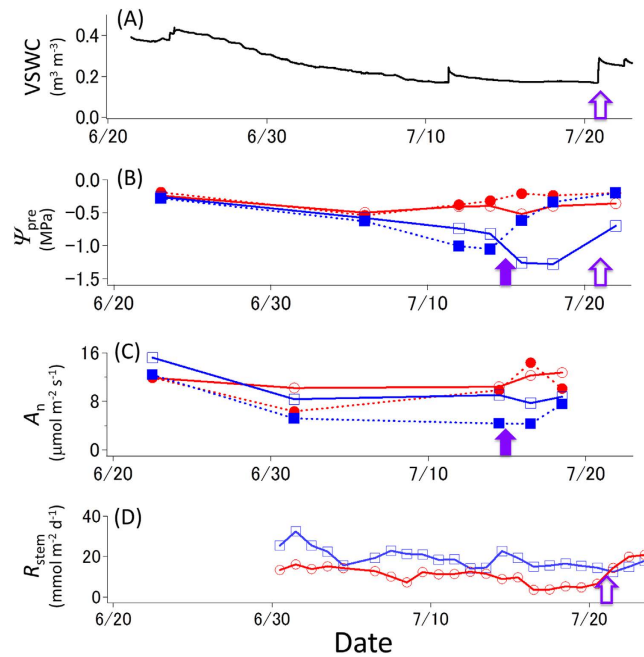 (A)
VSWC
(m³ m⁻³)
0.4
0.2
0.0
6/20 6/30 7/10 7/20
(B)
Ψpre
(MPa)
0.0
-0.5
-1.0
-1.5
6/20 6/30 7/10 7/20
(C)
An
(μmol m⁻² s⁻¹)
16
8
0
6/20 6/30 7/10 7/20
(D)
Rstem
(mmol m⁻² d⁻¹)
40
20
0
6/20 6/30 7/10 7/20
Date